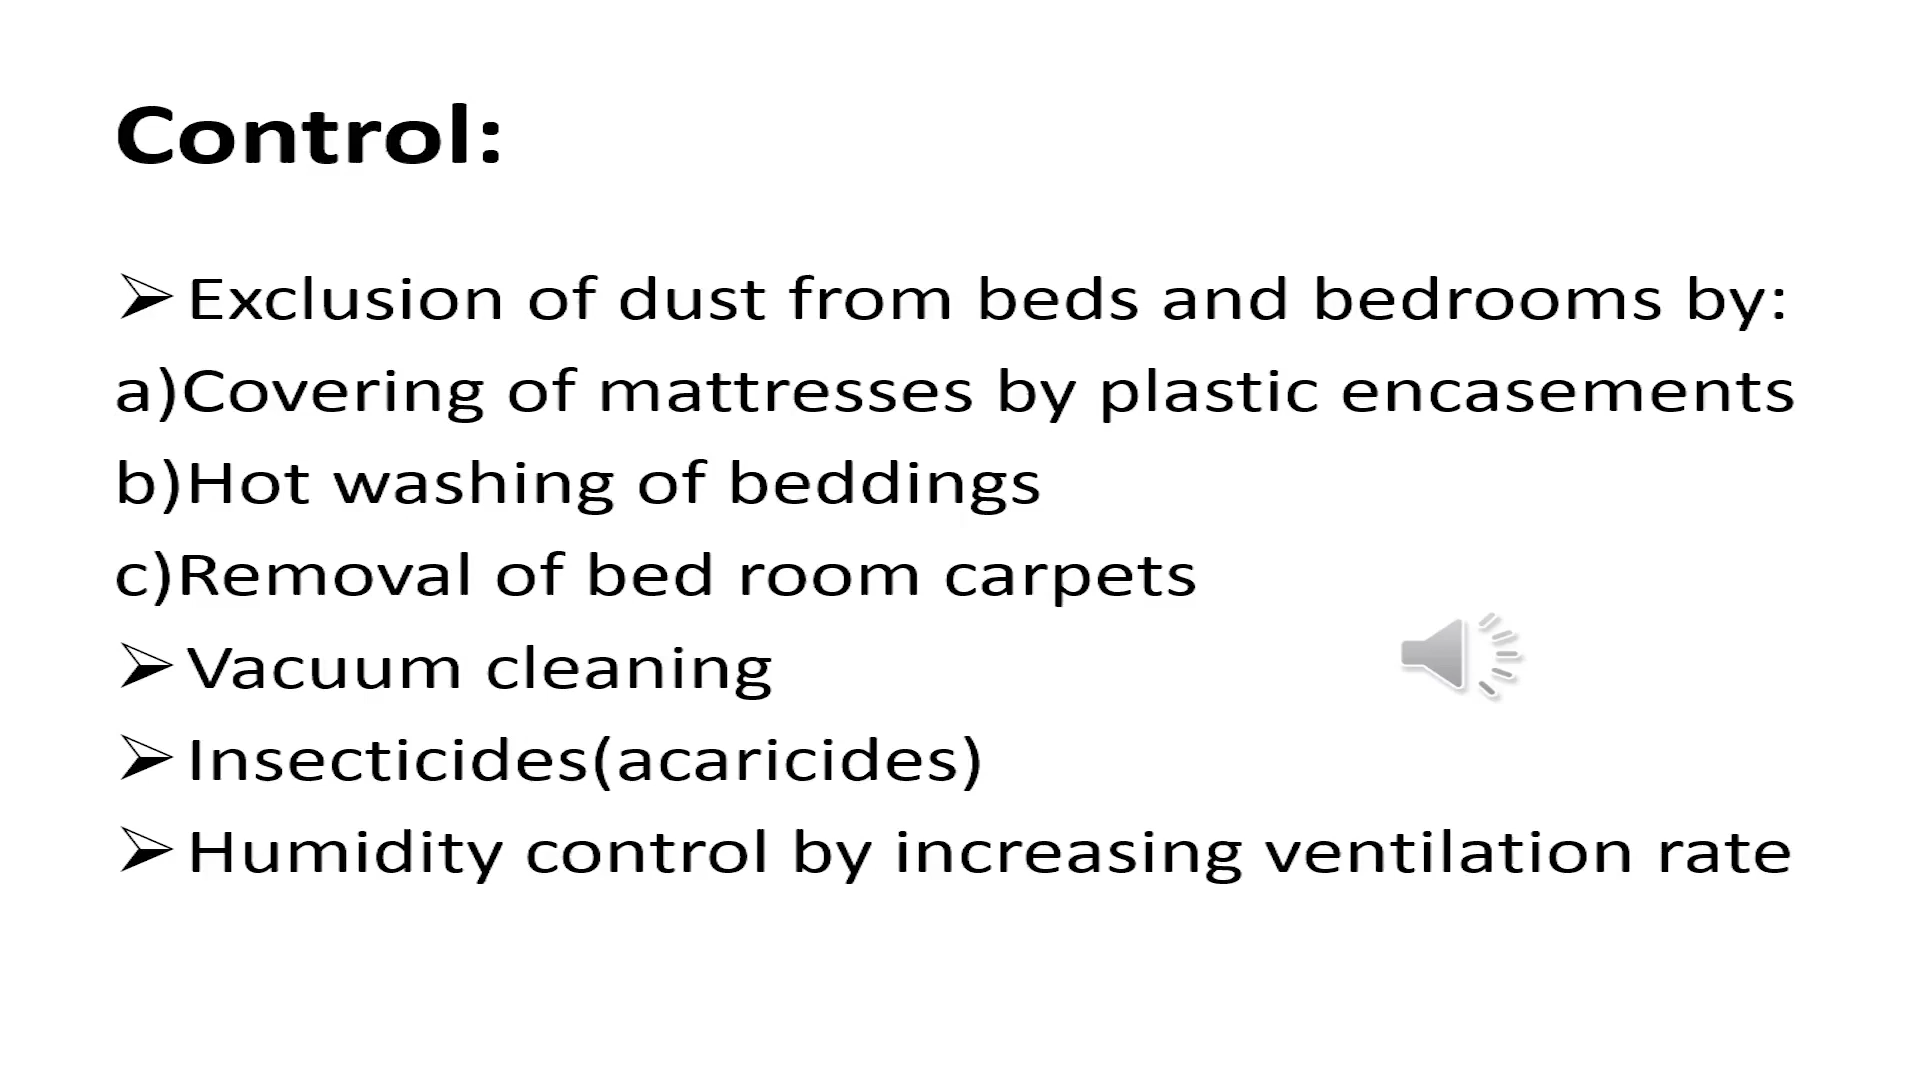 Control:
➢Exclusion of dust from beds and bedrooms by:
a)Covering of mattresses by plastic encasements
b)Hot washing of beddings
c)Removal of bed room carpets
➢Vacuum cleaning
➢Insecticides(acaricides)
➢Humidity control by increasing ventilation rate